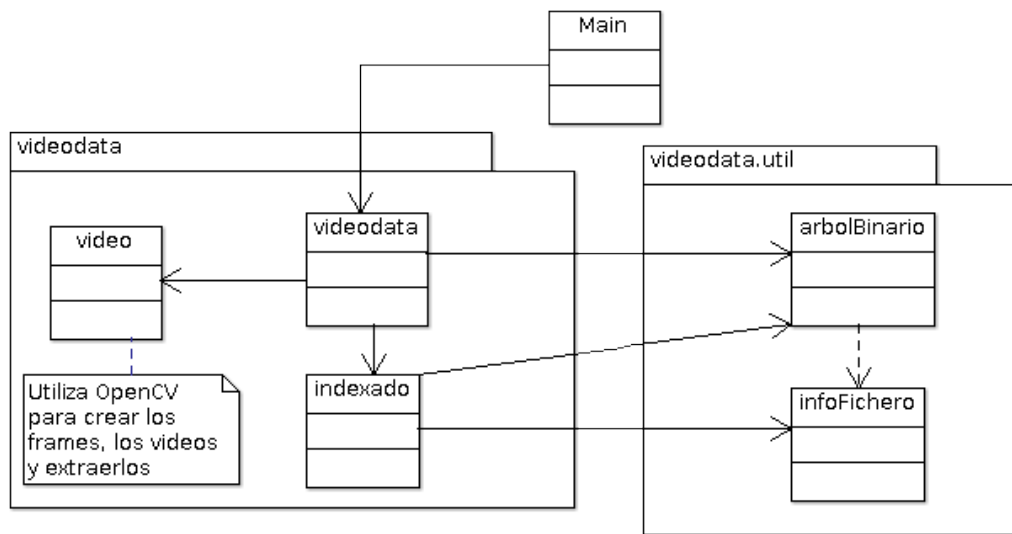 Main
videodata
videodata.util
video
videodata
arbolBinario
Utiliza OpenCV
para crear los
frames, los videos
y extraerlos
indexado
infoFichero